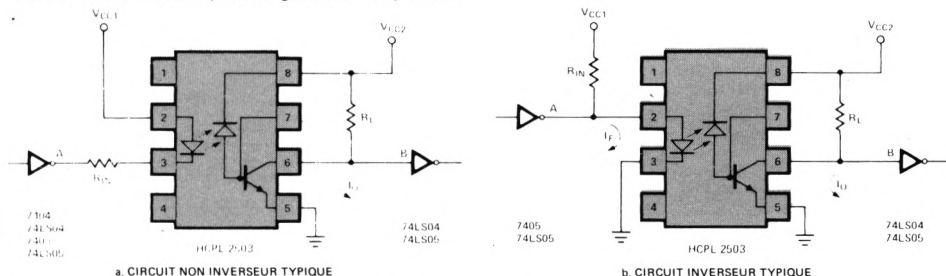 VCC1
VCC2
1
8
2
7
RL
A
3
6
B
RIN
IO
4
5
7404
74LS04
7405
74LS05
74LS04
74LS05
HCPL 2503
a. CIRCUIT NON INVERSEUR TYPIQUE
VCC1
VCC2
RIN
1
8
A
2
7
RL
IF
3
6
B
IO
4
5
7405
74LS05
74LS04
74LS05
HCPL 2503
b. CIRCUIT INVERSEUR TYPIQUE